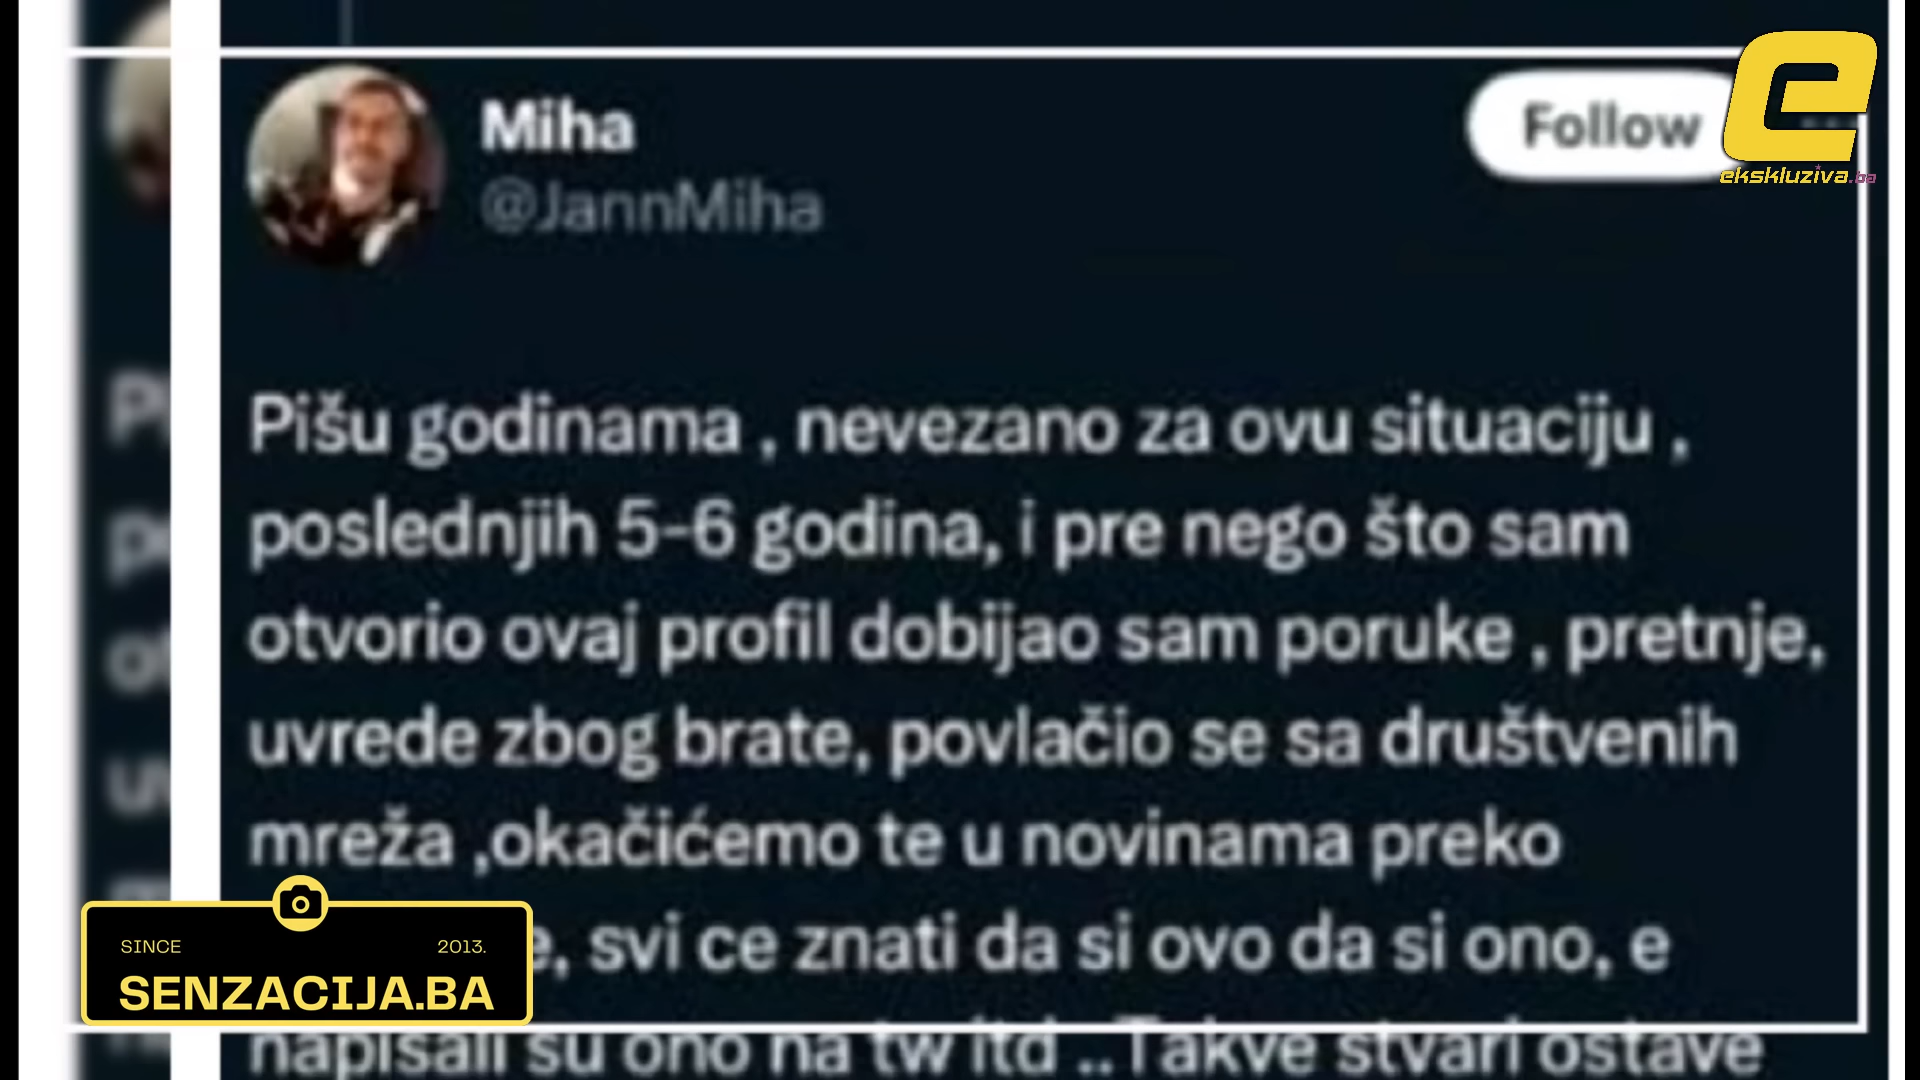 Miha
@JannMiha
Follow
ekskluziva.ba
Pišu godinama , nevezano za ovu situaciju ,
poslednjih 5-6 godina, i pre nego što sam
otvorio ovaj profil dobijao sam poruke , pretnje,
uvrede zbog brate, povlačio se sa društvenih
mreža ,okačićemo te u novinama preko
svi ce znati da si ovo da si ono, e
napisali su ono na tw itd ..Takve stvari ostave
SINCE 2013.
SENZACIJA.BA